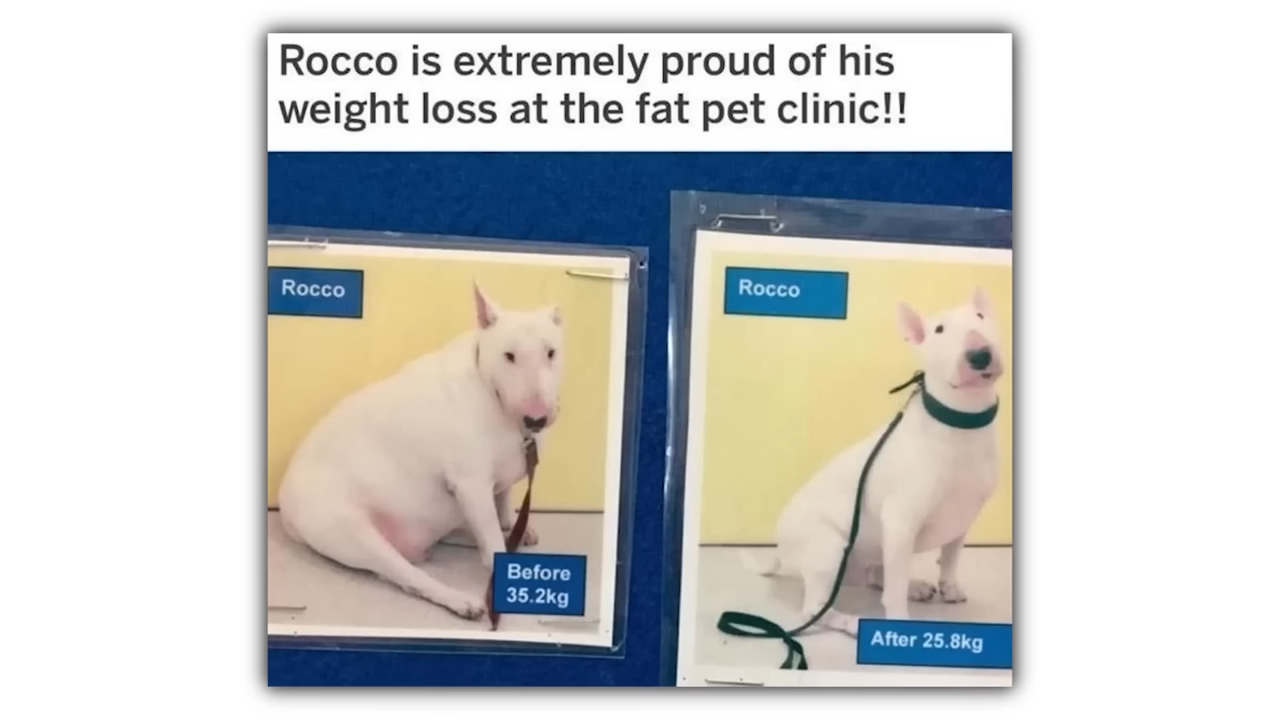 Rocco is extremely proud of his
weight loss at the fat pet clinic!!
Rocco
Before
35.2kg
Rocco
After 25.8kg